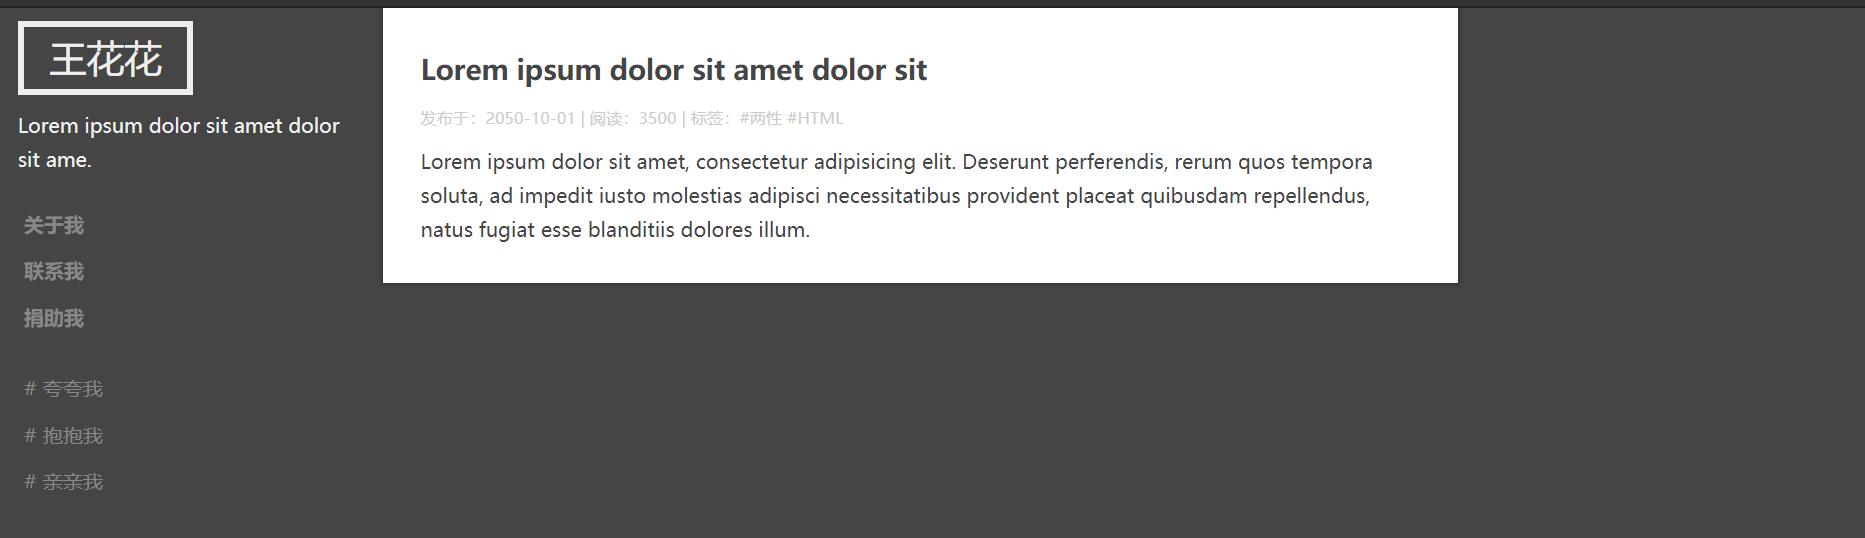 王花花
Lorem ipsum dolor sit amet dolor
sit ame.
关于我
联系我
捐助我
# 夸夸我
# 抱抱我
# 亲亲我
Lorem ipsum dolor sit amet dolor sit
发布于：2050-10-01 | 阅读：3500 | 标签：#两性 #HTML
Lorem ipsum dolor sit amet, consectetur adipisicing elit. Deserunt perferendis, rerum quos tempora
soluta, ad impedit iusto molestias adipisci necessitatibus provident placeat quibusdam repellendus,
natus fugiat esse blanditiis dolores illum.